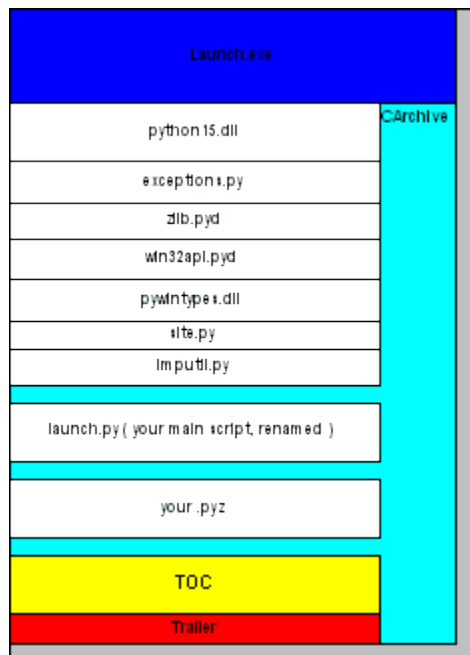 Launch.exe
CArchive
python15.dll
exceptions.py
zlib.pyd
win32api.pyd
pywintypes.dll
site.py
imputil.py
launch.py ( your main script, renamed )
your .pyz
TOC
Trailer